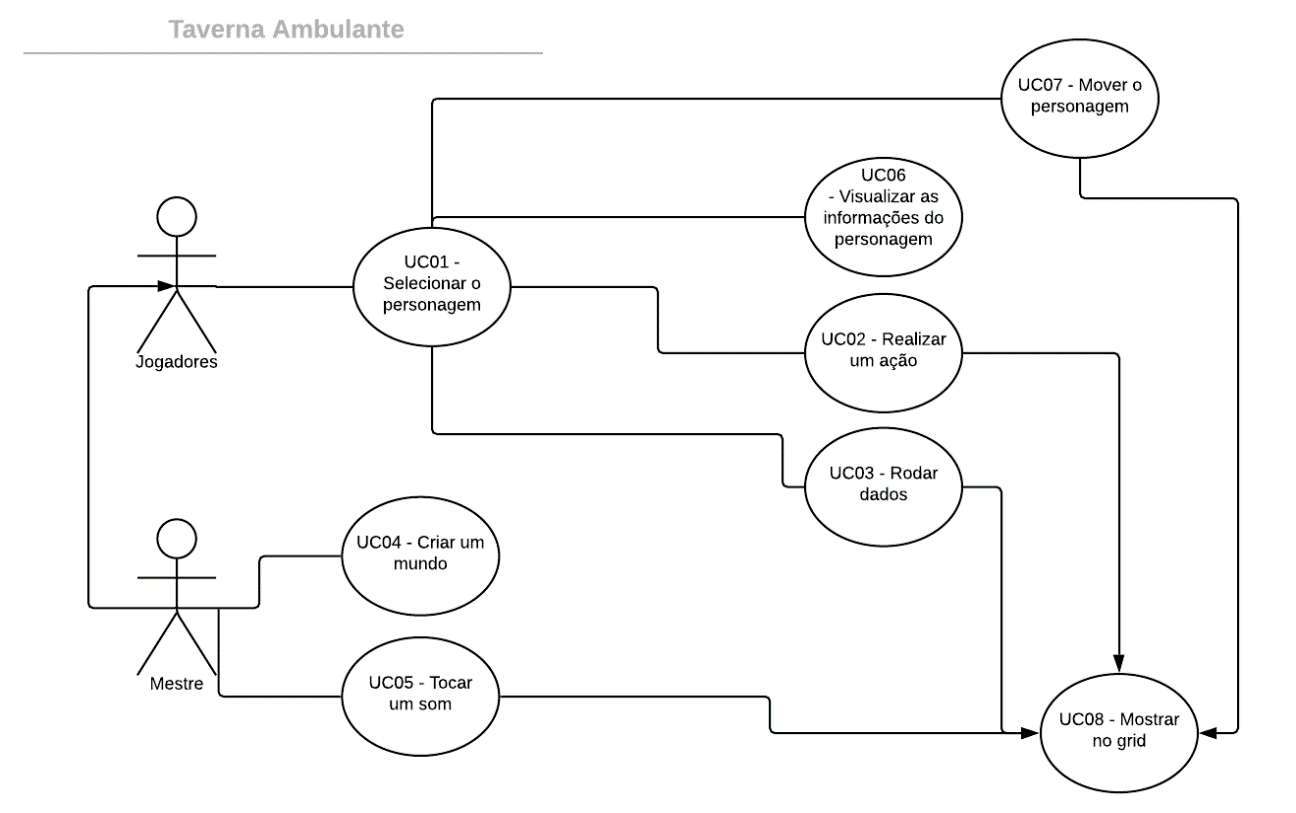 Taverna Ambulante
UC07 - Mover o
personagem
UC06
- Visualizar as
informações do
personagem
UC01 -
Selecionar o
personagem
Jogadores
UC02 - Realizar
um ação
UC03 - Rodar
dados
UC04 - Criar um
mundo
Mestre
UC05 - Tocar
um som
UC08 - Mostrar
no grid